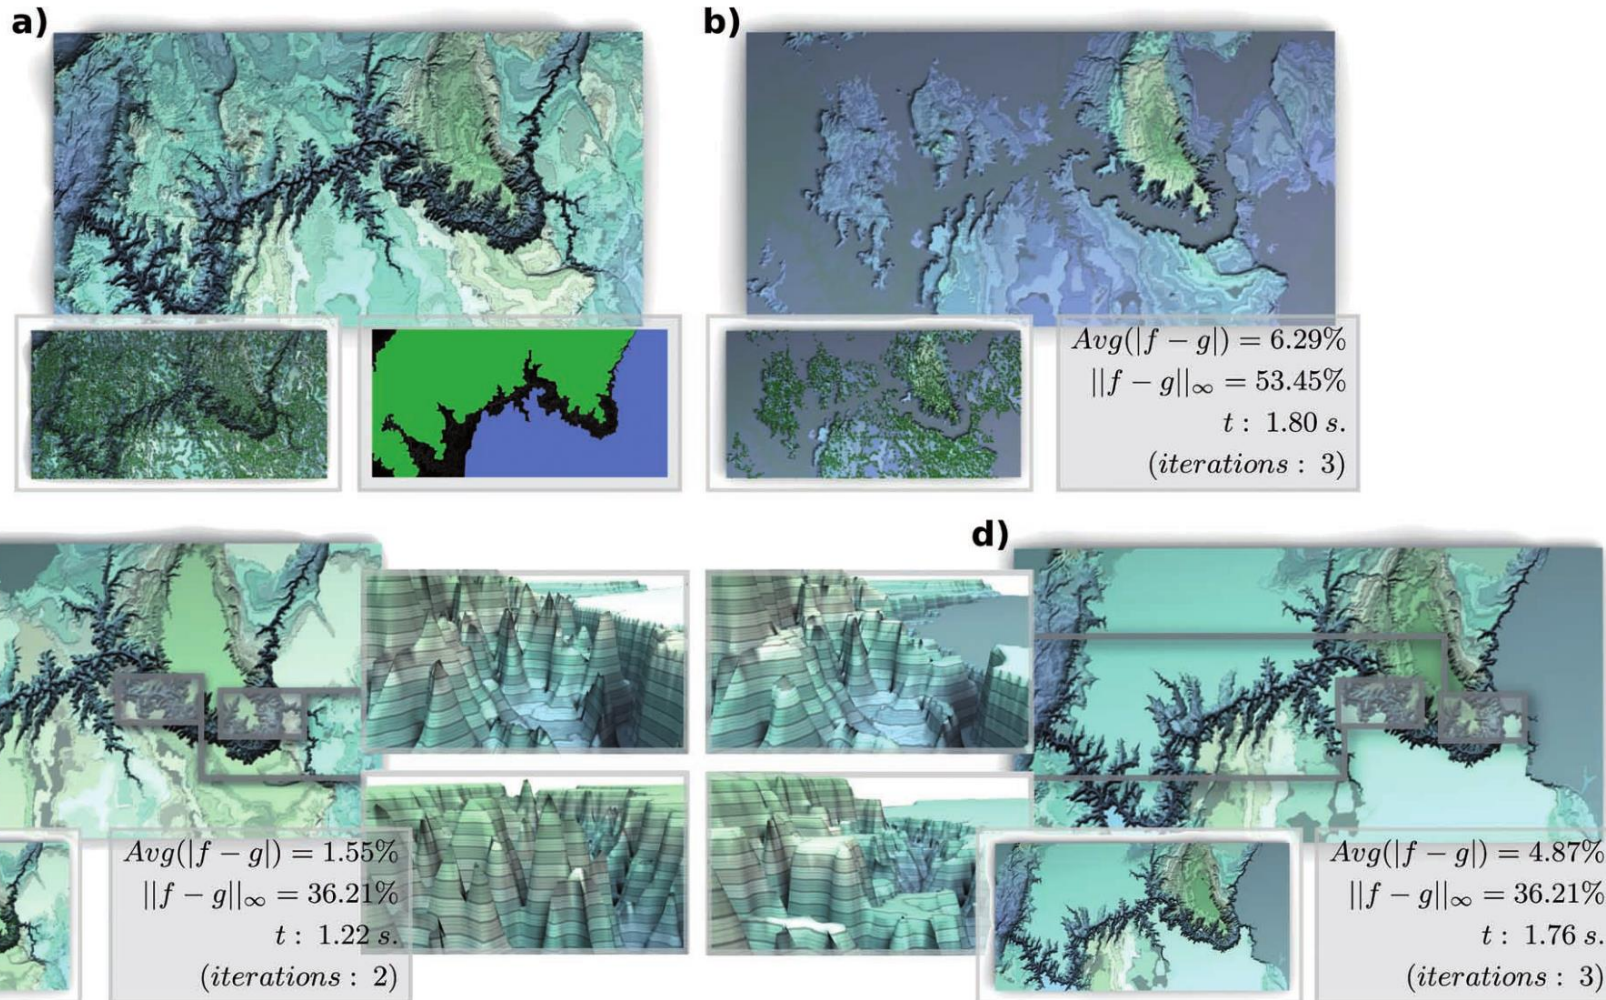 a)
b)
Avg(|f − g|) = 6.29%
||f − g||∞ = 53.45%
t : 1.80 s.
(iterations : 3)
d)
Avg(|f − g|) = 1.55%
||f − g||∞ = 36.21%
t : 1.22 s.
(iterations : 2)
Avg(|f − g|) = 4.87%
||f − g||∞ = 36.21%
t : 1.76 s.
(iterations : 3)